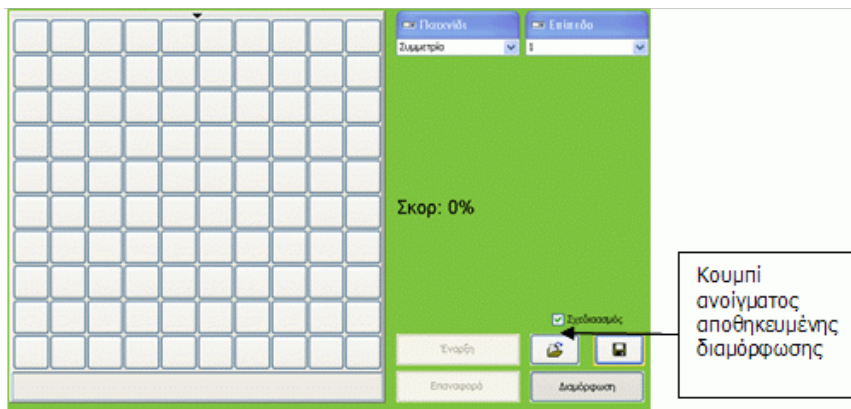 Παιχνίδι
Επίπεδο
Συμμετρία
1
Σκορ: 0%
Σχεδιασμός
Έναρξη
Επαναφορά
Διαμόρφωση
Κουμπί
ανοίγματος
αποθηκευμένης
διαμόρφωσης